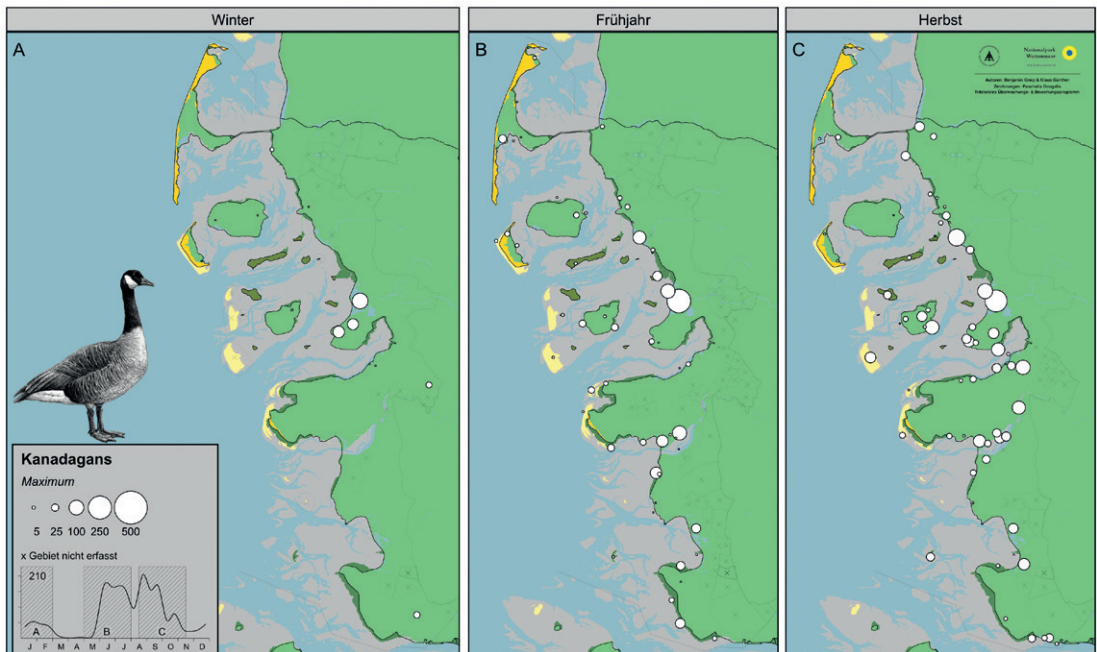 Winter
Frühjahr
Herbst
A
B
C
Nationalpark
Wattenmeer
Kanadagans
Maximum
5 25 100 250 500
x Gebiet nicht erfasst
210
A B C
J F M A M J J A S O N D